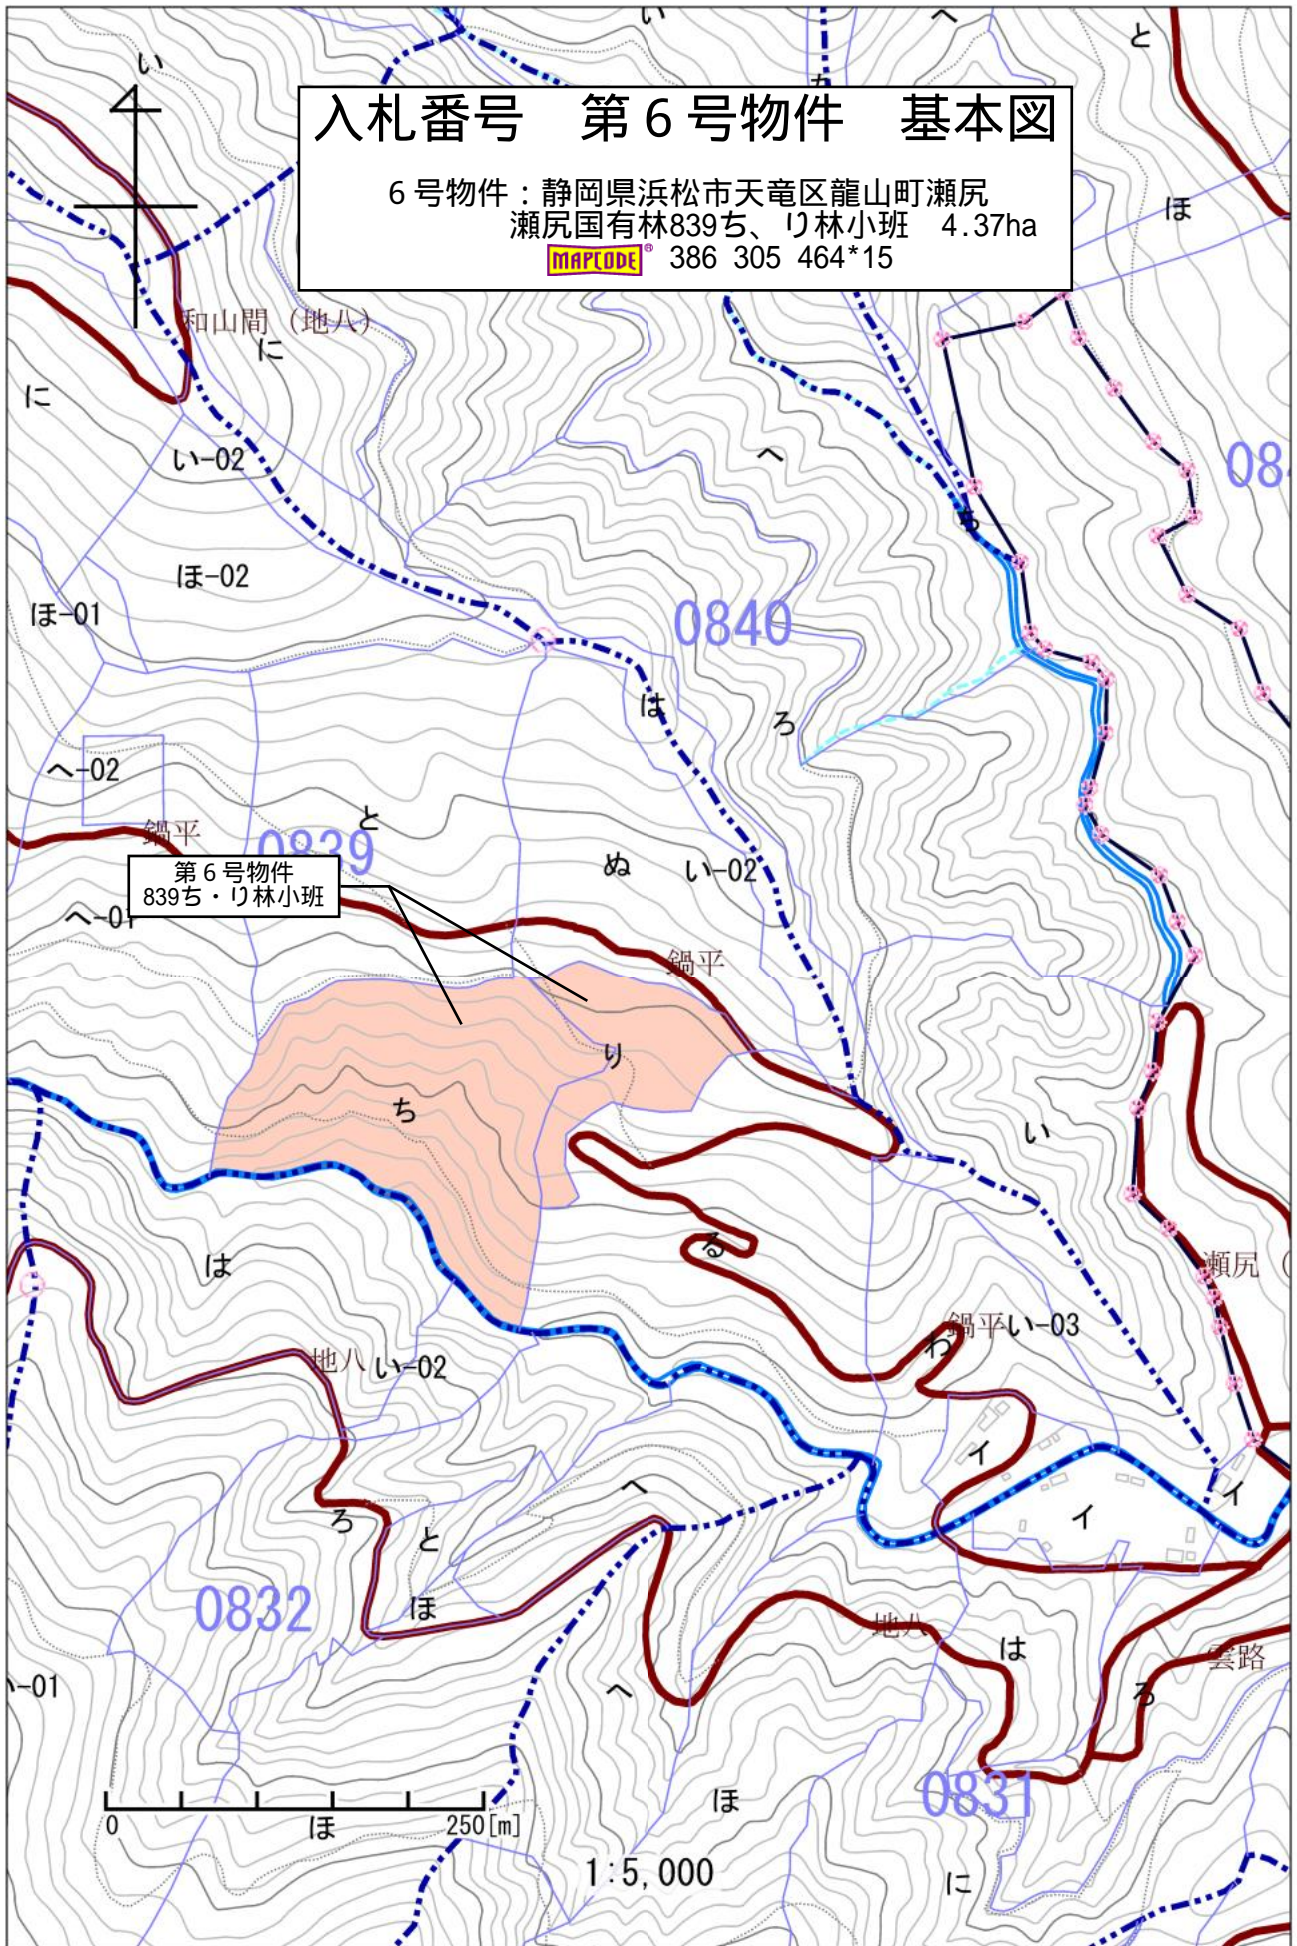 い
へ
と
い
入札番号　第６号物件　基本図
６号物件：静岡県浜松市天竜区龍山町瀬尻
瀬尻国有林839ち、り林小班　4.37ha
MAPCODE® 386 305 464*15
ほ
和山間（地八）
に
に
い-02
へ
ち
ほ-02
ほ-01
0840
は
ろ
へ-02
と
鍋平
0839
ぬ
い-02
第６号物件
839ち・り林小班
へ-01
鍋平
り
ち
い
は
る
瀬尻（
鍋平
い-03
わ
地八
い-02
イ
へ
イ
イ
ろ
と
0832
ほ
地八
は
雲路
へ
ろ
-01
0831
ほ
0
250[m]
ほ
1:5,000
に